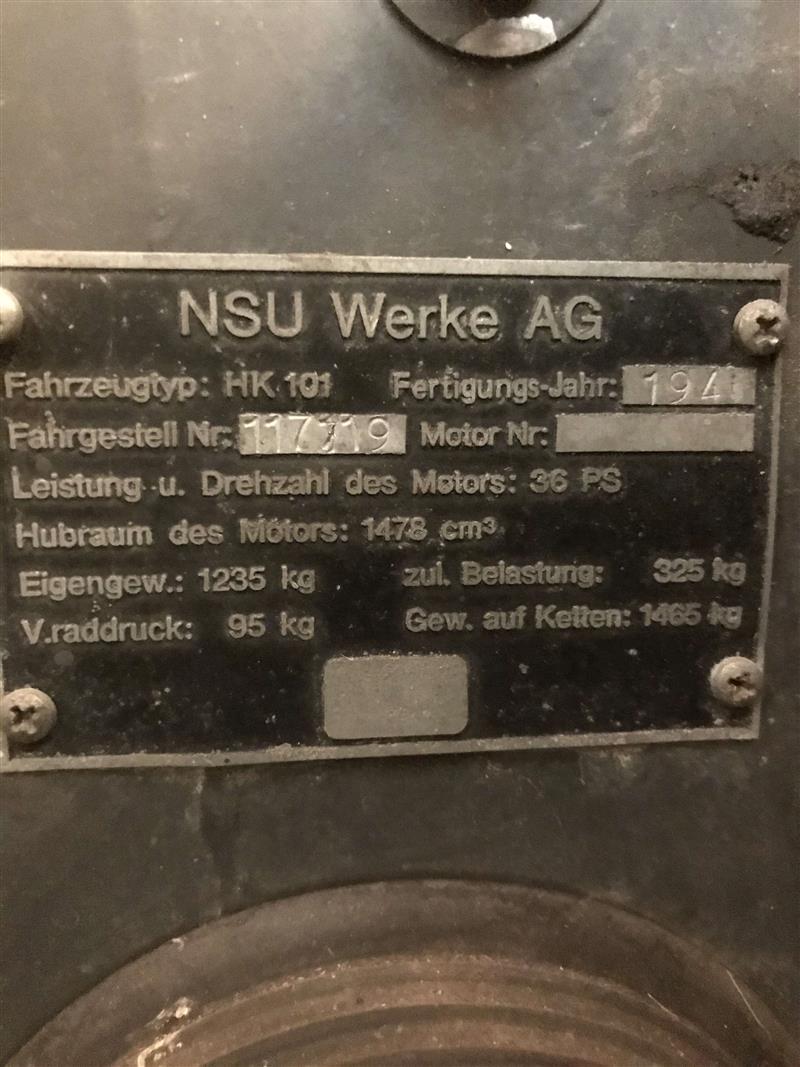 NSU Werke AG
Fahrzeugtyp: HK 101 Fertigungs-Jahr: 1941
Fahrgestell Nr: Motor Nr:
Leistung u. Drehzahl des Motors: 36 PS
Hubraum des Motors: 1478 cm³
Eigengew.: 1235 kg zul. Belastung: 325 kg
V.raddruck: 95 kg Gew. auf Ketten: 1465 kg